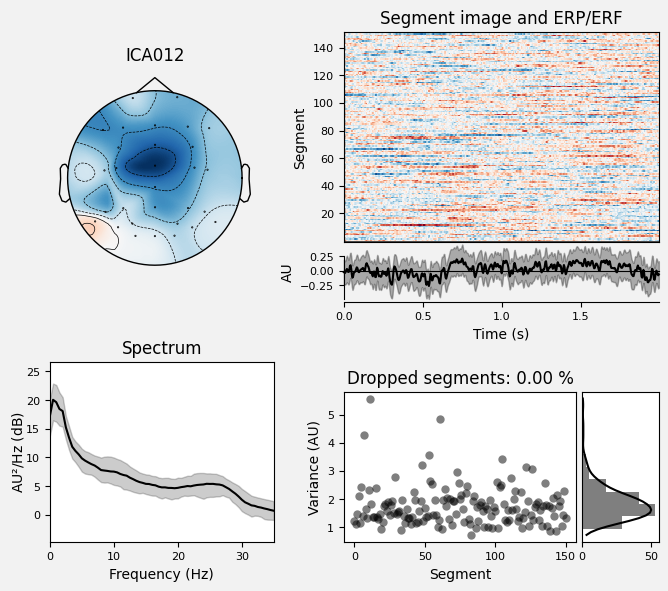 ICA012
Segment image and ERP/ERF
140
120
100
80
60
40
20
Segment
0.25
0.00
−0.25
AU
0.0 0.5 1.0 1.5
Time (s)
Spectrum
25
20
15
10
5
0
AU²/Hz (dB)
0 10 20 30
Frequency (Hz)
Dropped segments: 0.00 %
5
4
3
2
1
Variance (AU)
0 50 100 150
Segment
0 50